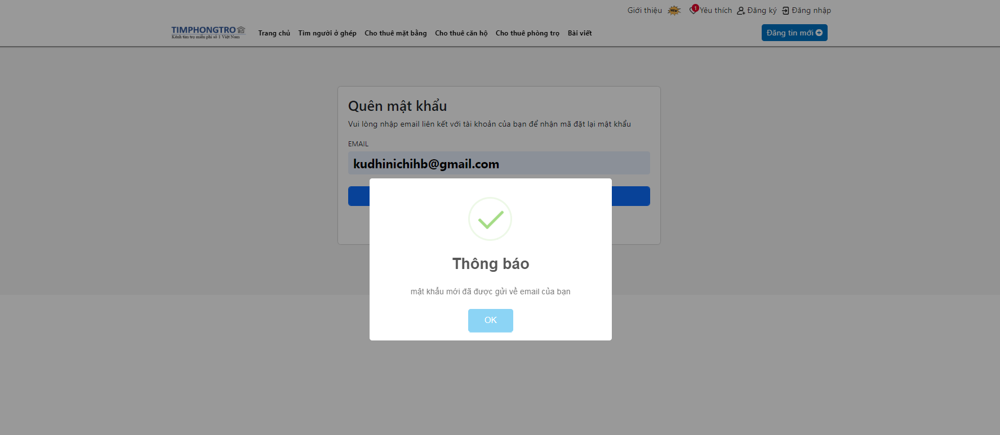 Giới thiệu NEW 1 Yêu thích Đăng ký Đăng nhập
TIMPHONGTRO
Kênh tìm trọ miễn phí số 1 Việt Nam
Trang chủ Tìm người ở ghép Cho thuê mặt bằng Cho thuê căn hộ Cho thuê phòng trọ Bài viết
Đăng tin mới
Quên mật khẩu
Vui lòng nhập email liên kết với tài khoản của bạn để nhận mã đặt lại mật khẩu
EMAIL
kudhinichihb@gmail.com
Thông báo
mật khẩu mới đã được gửi về email của bạn
OK